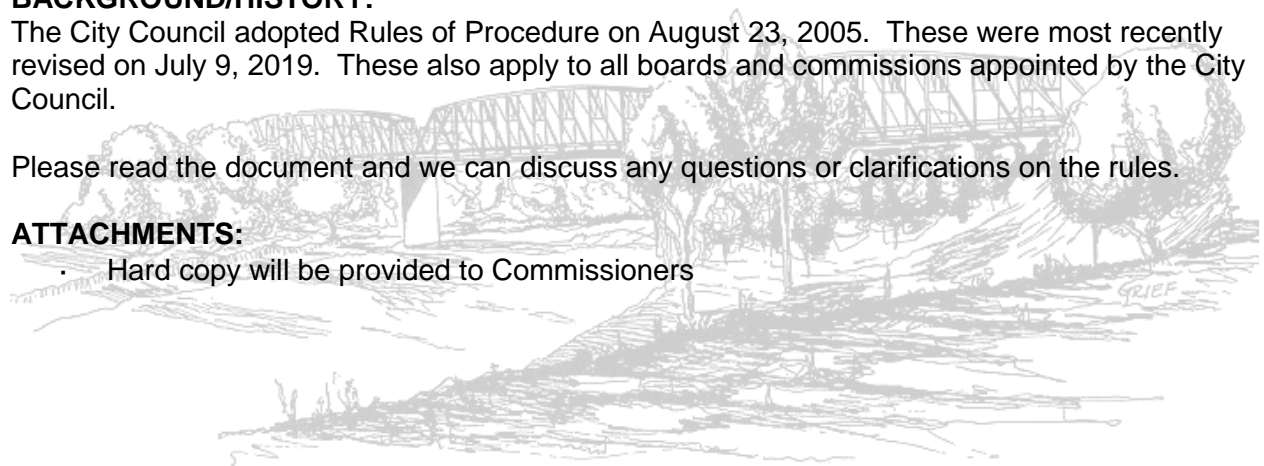 BACKGROUND/HISTORY:
The City Council adopted Rules of Procedure on August 23, 2005.  These were most recently
revised on July 9, 2019.  These also apply to all boards and commissions appointed by the City
Council.
Please read the document and we can discuss any questions or clarifications on the rules.
ATTACHMENTS:
· Hard copy will be provided to Commissioners
GRIEF